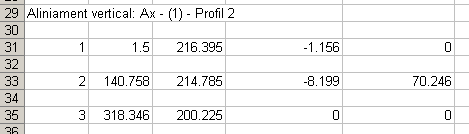 29 Aliniament vertical: Ax - (1) - Profil 2
30
31 1 1.5 216.395 -1.156 0
32
33 2 140.758 214.785 -8.199 70.246
34
35 3 318.346 200.225 0 0